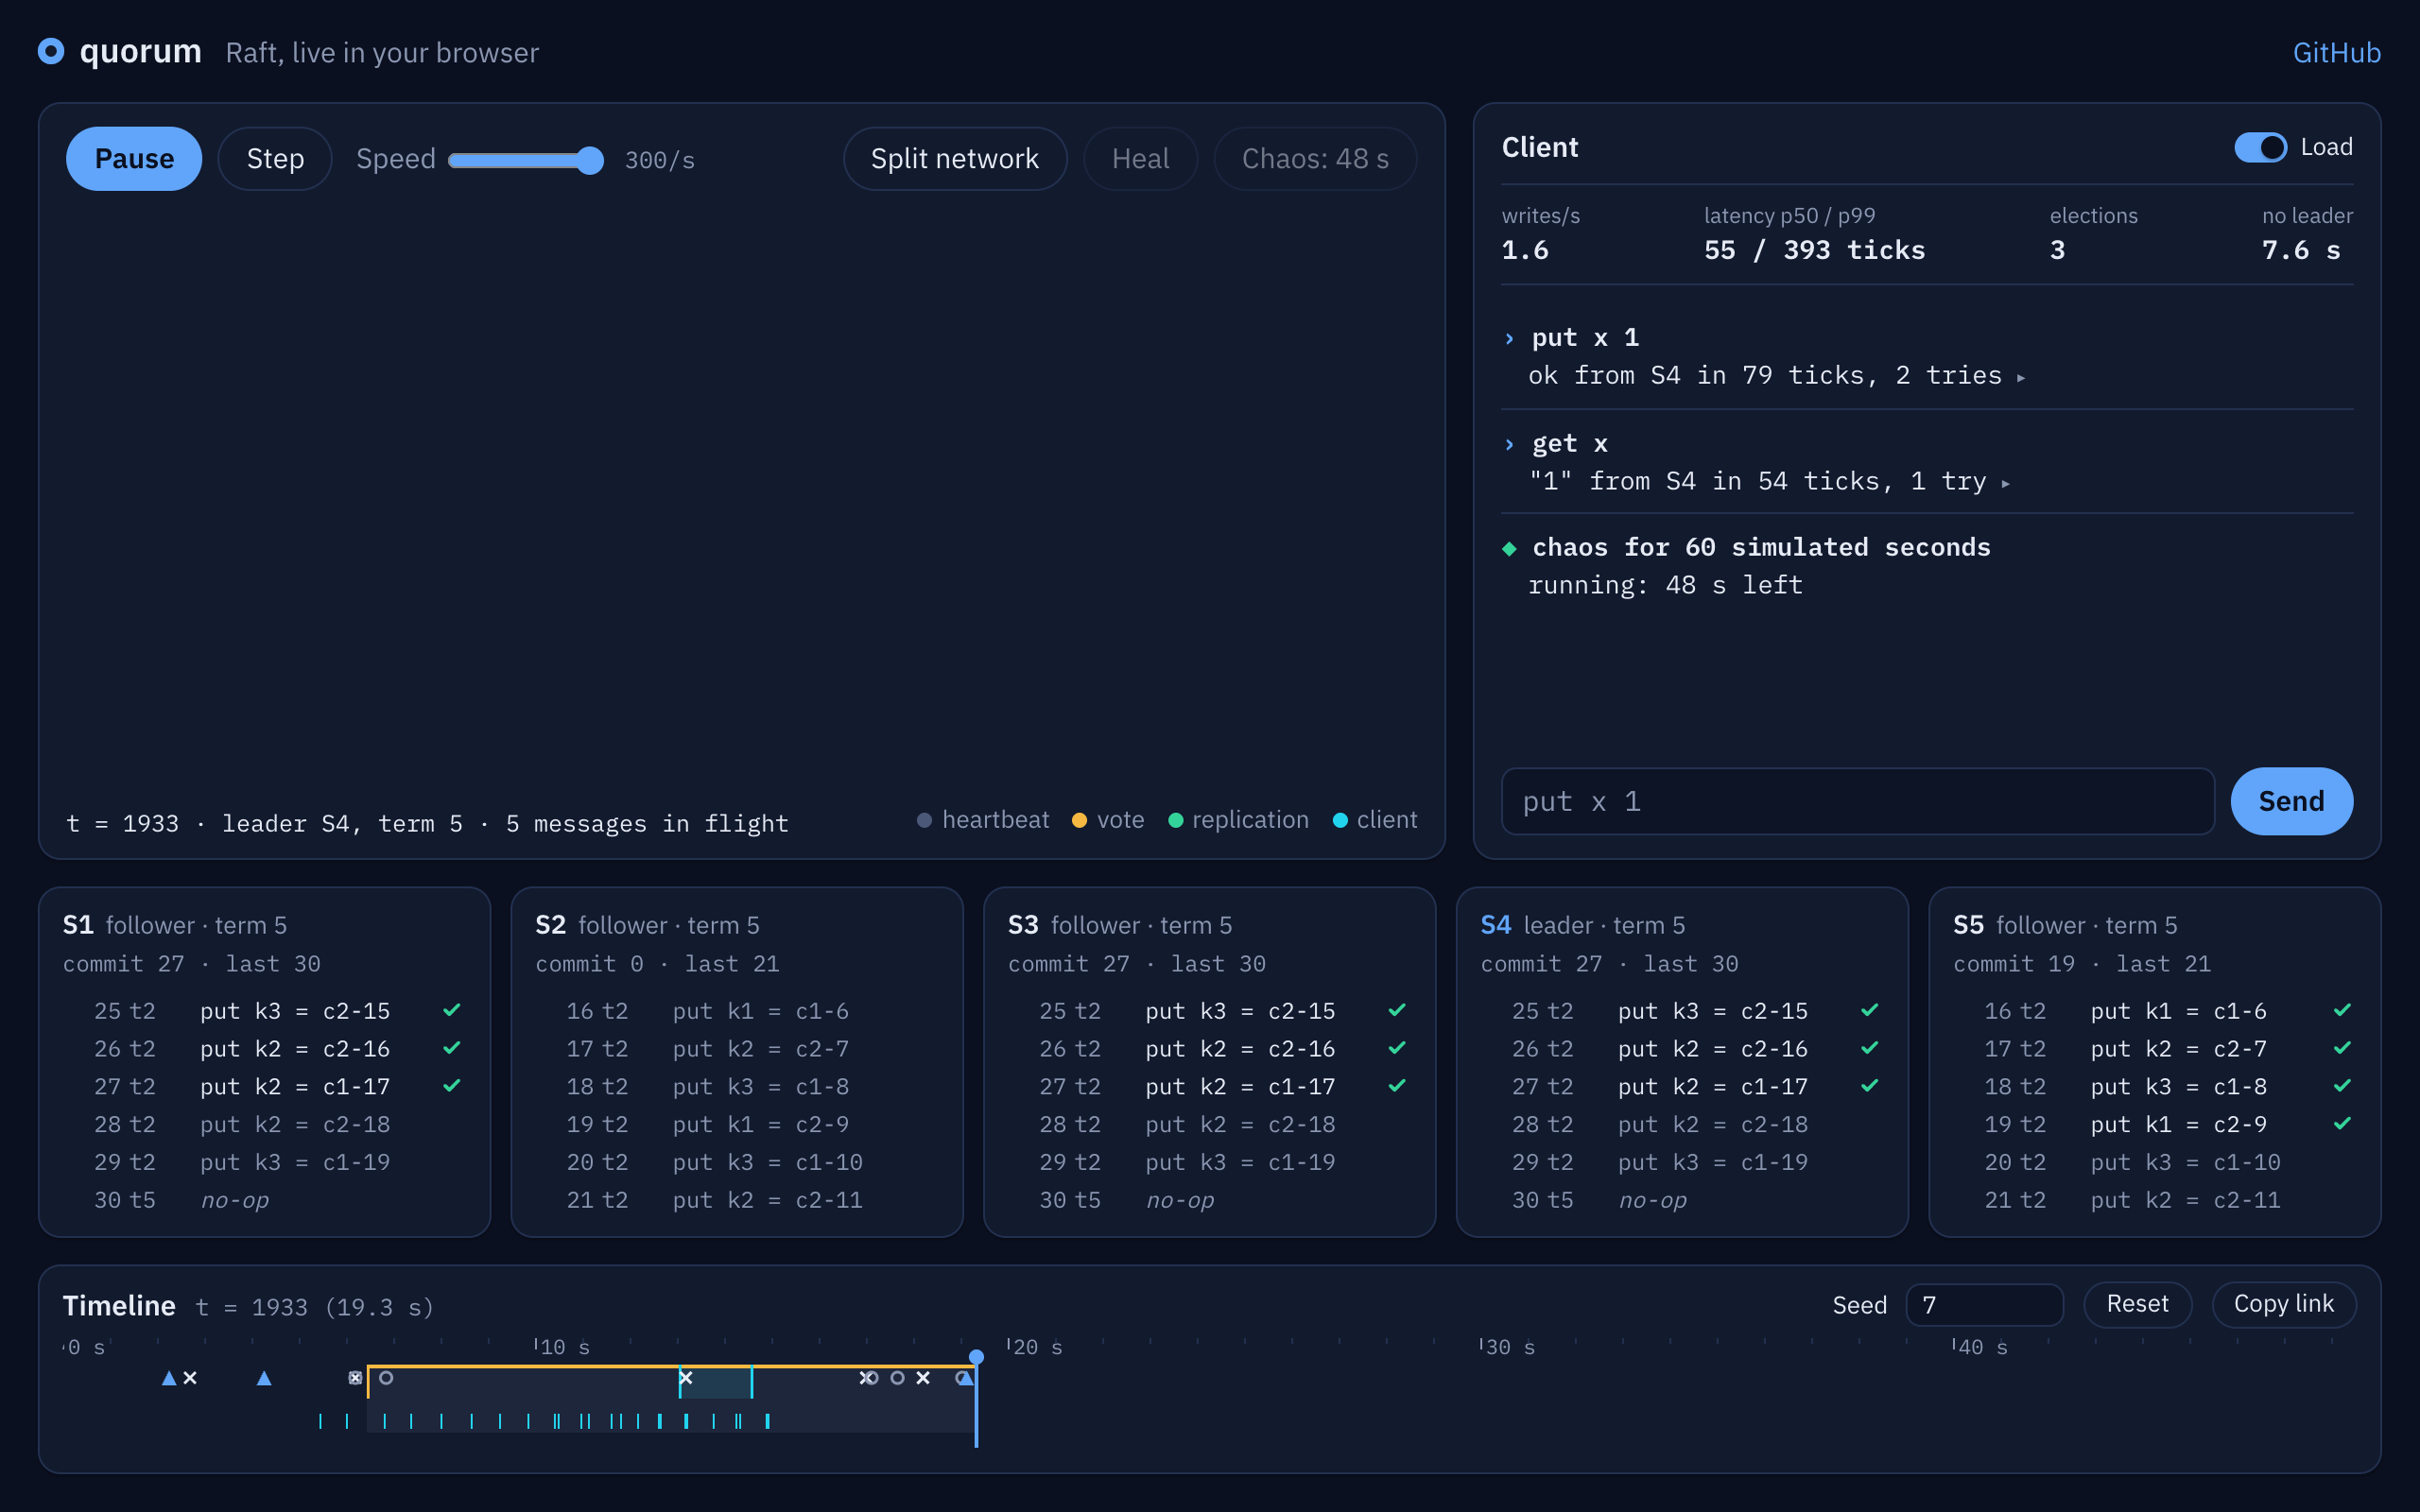 quorum Raft, live in your browser GitHub
Pause Step Speed 300/s Split network Heal Chaos: 48 s
t = 1933 · leader S4, term 5 · 5 messages in flight heartbeat vote replication client
Client Load
writes/s latency p50 / p99 elections no leader
1.6 55 / 393 ticks 3 7.6 s
› put x 1
ok from S4 in 79 ticks, 2 tries ▸
› get x
"1" from S4 in 54 ticks, 1 try ▸
◆ chaos for 60 simulated seconds
running: 48 s left
put x 1 Send
S1 follower · term 5
commit 27 · last 30
25 t2 put k3 = c2-15 ✓
26 t2 put k2 = c2-16 ✓
27 t2 put k2 = c1-17 ✓
28 t2 put k2 = c2-18
29 t2 put k3 = c1-19
30 t5 no-op
S2 follower · term 5
commit 0 · last 21
16 t2 put k1 = c1-6
17 t2 put k2 = c2-7
18 t2 put k3 = c1-8
19 t2 put k1 = c2-9
20 t2 put k3 = c1-10
21 t2 put k2 = c2-11
S3 follower · term 5
commit 27 · last 30
25 t2 put k3 = c2-15 ✓
26 t2 put k2 = c2-16 ✓
27 t2 put k2 = c1-17 ✓
28 t2 put k2 = c2-18
29 t2 put k3 = c1-19
30 t5 no-op
S4 leader · term 5
commit 27 · last 30
25 t2 put k3 = c2-15 ✓
26 t2 put k2 = c2-16 ✓
27 t2 put k2 = c1-17 ✓
28 t2 put k2 = c2-18
29 t2 put k3 = c1-19
30 t5 no-op
S5 follower · term 5
commit 19 · last 21
16 t2 put k1 = c1-6 ✓
17 t2 put k2 = c2-7 ✓
18 t2 put k3 = c1-8 ✓
19 t2 put k1 = c2-9 ✓
20 t2 put k3 = c1-10
21 t2 put k2 = c2-11
Timeline t = 1933 (19.3 s) Seed 7 Reset Copy link
0 s 10 s 20 s 30 s 40 s